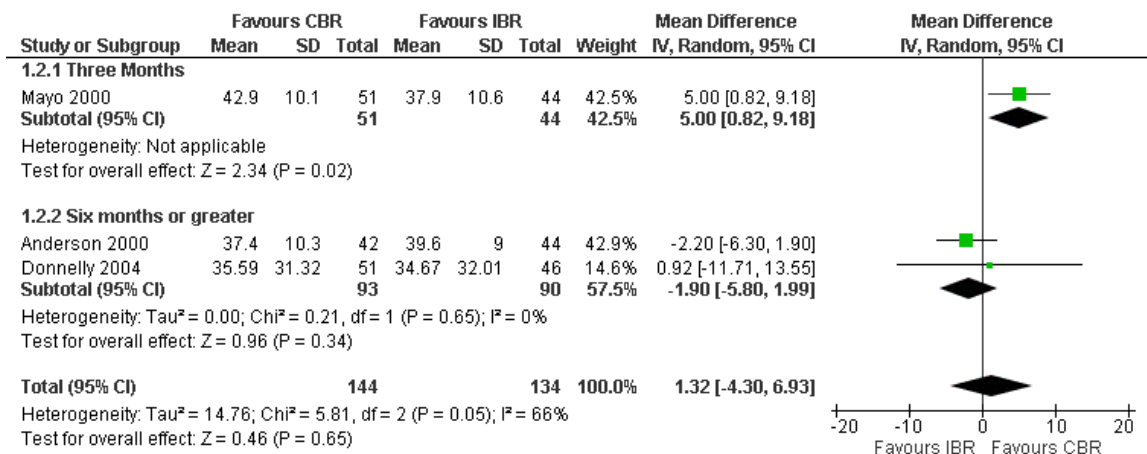 Favours CBR Favours IBR Mean Difference Mean Difference
Study or Subgroup Mean SD Total Mean SD Total Weight IV, Random, 95% CI IV, Random, 95% CI
1.2.1 Three Months
Mayo 2000 42.9 10.1 51 37.9 10.6 44 42.5% 5.00 [0.82, 9.18]
Subtotal (95% CI) 51 44 42.5% 5.00 [0.82, 9.18]
Heterogeneity: Not applicable
Test for overall effect: Z = 2.34 (P = 0.02)
1.2.2 Six months or greater
Anderson 2000 37.4 10.3 42 39.6 9 44 42.9% -2.20 [-6.30, 1.90]
Donnelly 2004 35.59 31.32 51 34.67 32.01 46 14.6% 0.92 [-11.71, 13.55]
Subtotal (95% CI) 93 90 57.5% -1.90 [-5.80, 1.99]
Heterogeneity: Tau² = 0.00; Chi² = 0.21, df = 1 (P = 0.65); I² = 0%
Test for overall effect: Z = 0.96 (P = 0.34)
Total (95% CI) 144 134 100.0% 1.32 [-4.30, 6.93]
Heterogeneity: Tau² = 14.76; Chi² = 5.81, df = 2 (P = 0.05); I² = 66%
Test for overall effect: Z = 0.46 (P = 0.65)
-20 -10 0 10 20
Favours IBR Favours CBR